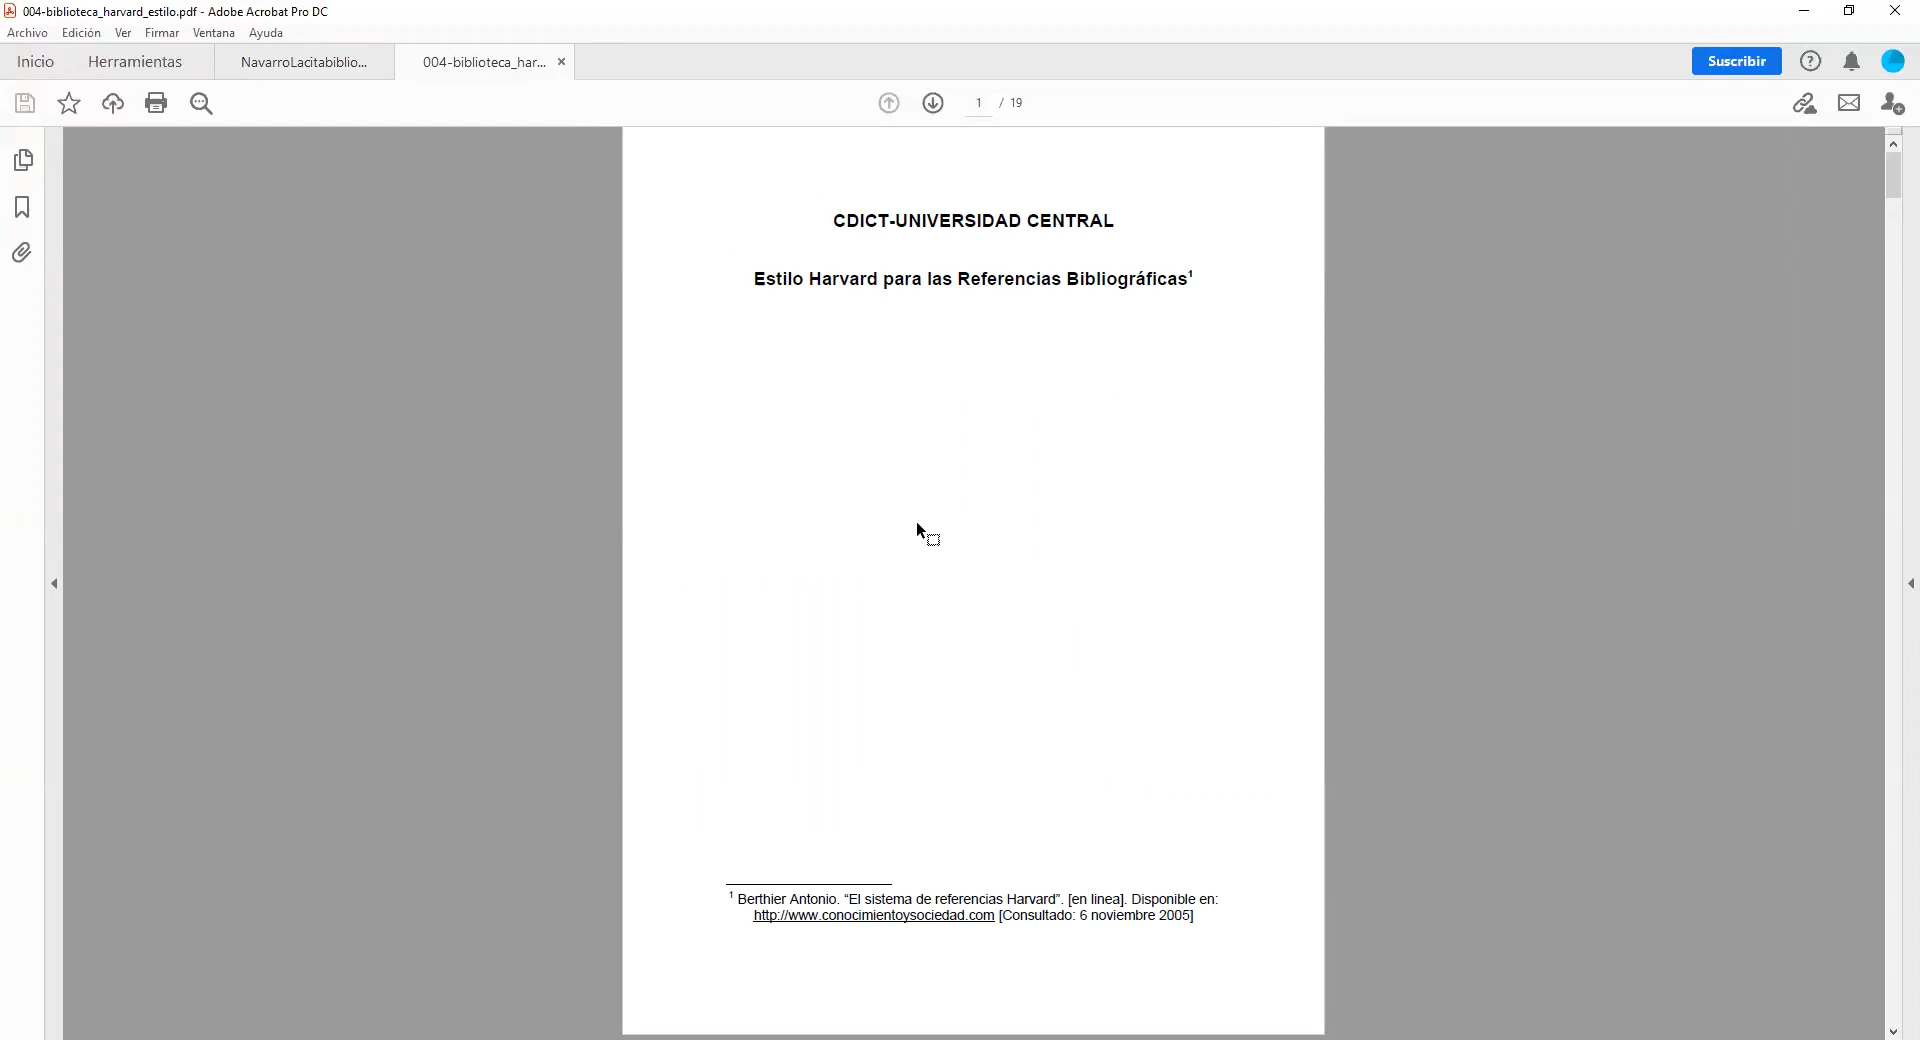 004-biblioteca_harvard_estilo.pdf - Adobe Acrobat Pro DC
Archivo Edición Ver Firmar Ventana Ayuda
Inicio Herramientas NavarroLacitabiblio... 004-biblioteca_har... Suscribir
1 / 19
CDICT-UNIVERSIDAD CENTRAL
Estilo Harvard para las Referencias Bibliográficas¹
¹ Berthier Antonio. “El sistema de referencias Harvard”. [en linea]. Disponible en:
http://www.conocimientoysociedad.com [Consultado: 6 noviembre 2005]